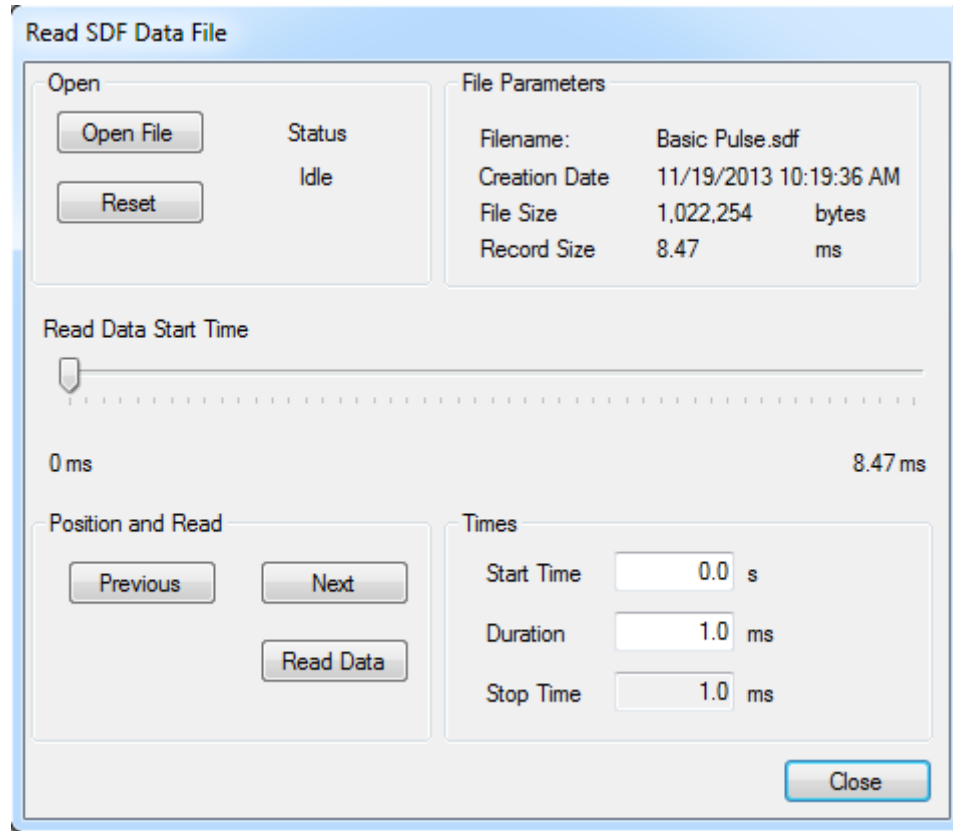 Read SDF Data File
Open
Open File
Status
Idle
Reset
File Parameters
Filename: Basic Pulse.sdf
Creation Date 11/19/2013 10:19:36 AM
File Size 1,022,254 bytes
Record Size 8.47 ms
Read Data Start Time
0 ms 8.47 ms
Position and Read
Previous Next
Read Data
Times
Start Time 0.0 s
Duration 1.0 ms
Stop Time 1.0 ms
Close